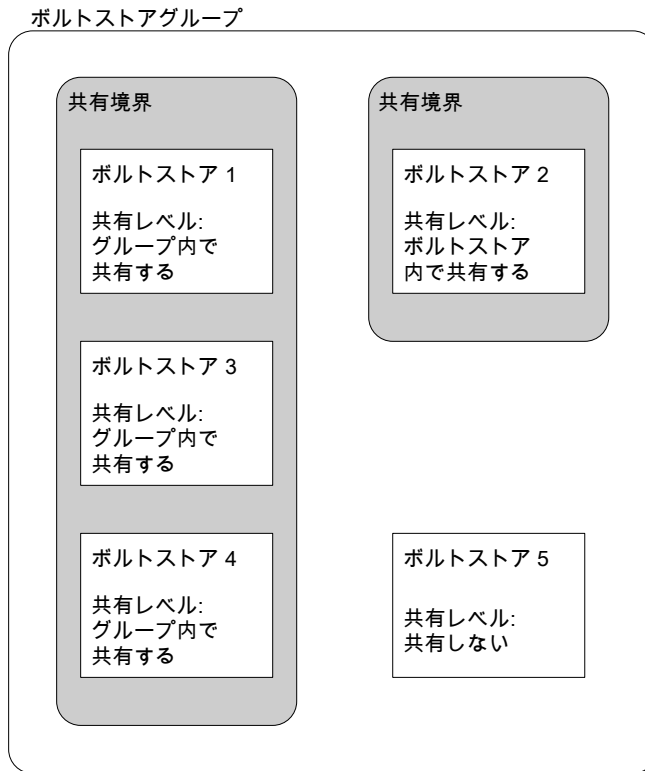 ボルトストアグループ
共有境界
ボルトストア 1
共有レベル:
グループ内で
共有する
ボルトストア 3
共有レベル:
グループ内で
共有する
ボルトストア 4
共有レベル:
グループ内で
共有する
共有境界
ボルトストア 2
共有レベル:
ボルトストア
内で共有する
ボルトストア 5
共有レベル:
共有しない